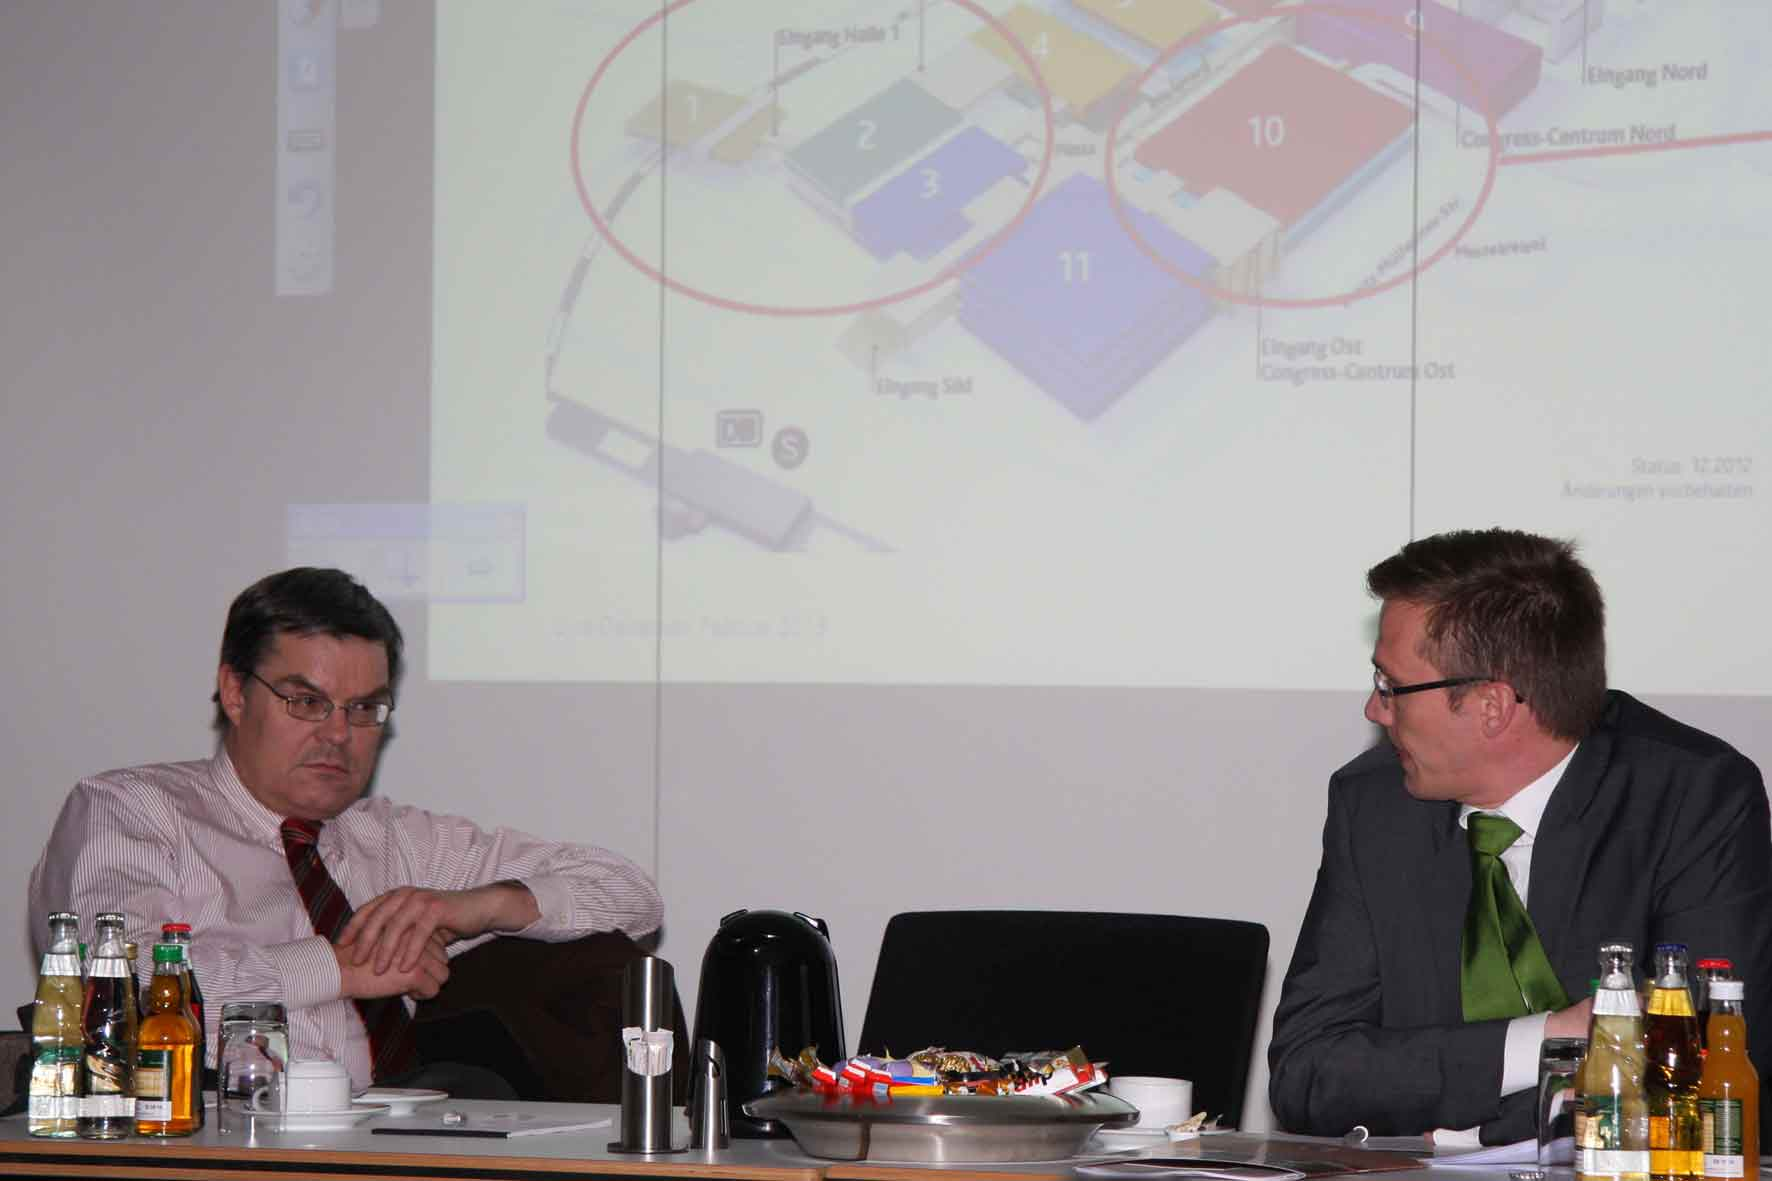 9
Eingang Halle 1
4
Eingang Nord
1
2
10
Congress-Centrum Nord
3
11
Eingang Ost
Congress-Centrum Ost
Eingang Süd
S
Status 12.2012
Änderungen vorbehalten